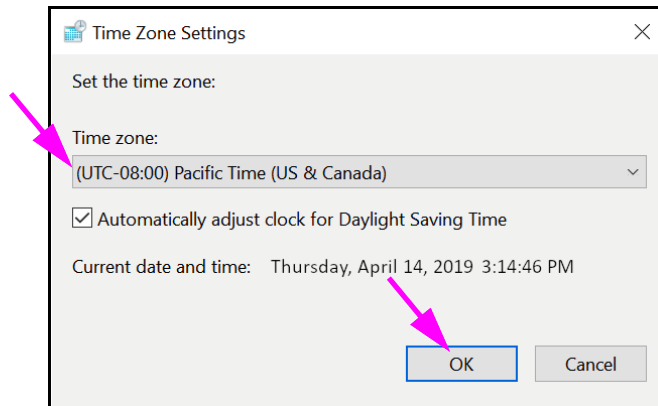 Time Zone Settings
Set the time zone:
Time zone:
(UTC-08:00) Pacific Time (US & Canada)
Automatically adjust clock for Daylight Saving Time
Current date and time: Thursday, April 14, 2019 3:14:46 PM
OK Cancel